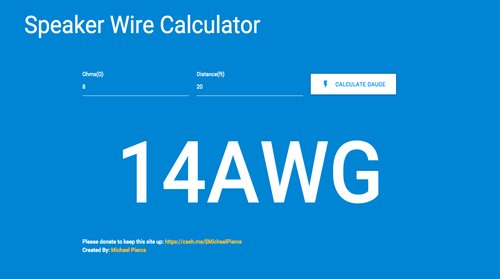 Speaker Wire Calculator
Ohms(Ω) Distance(ft)
8 20 CALCULATE GAUGE
14AWG
Please donate to keep this site up: https://cash.me/$MichaelPierce
Created By: Michael Pierce